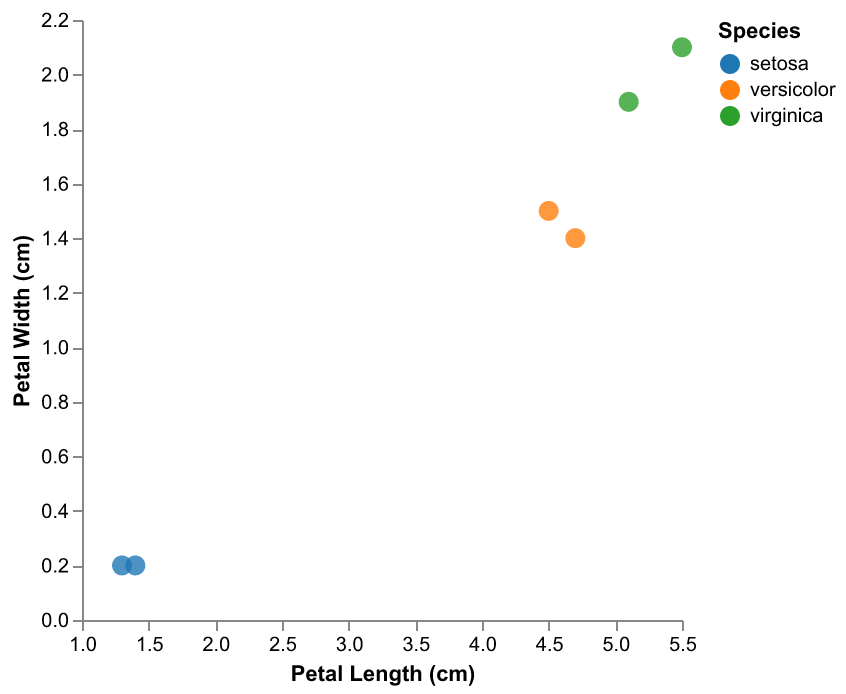 Species
setosa
versicolor
virginica
Petal Width (cm)
2.2
2.0
1.8
1.6
1.4
1.2
1.0
0.8
0.6
0.4
0.2
0.0
1.0 1.5 2.0 2.5 3.0 3.5 4.0 4.5 5.0 5.5
Petal Length (cm)